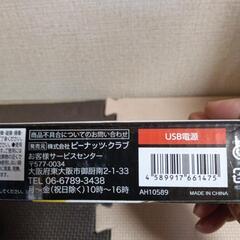 商品不具合についてのお問い合わせ
発売元 株式会社 ピーナッツ・クラブ
お客様サービスセンター
〒577-0034
大阪府東大阪市御厨南2-1-33
TEL 06-6789-3438
月〜金(祝日除く)10時〜16時
USB電源
4 589917 661475
AH10589
MADE IN CHINA